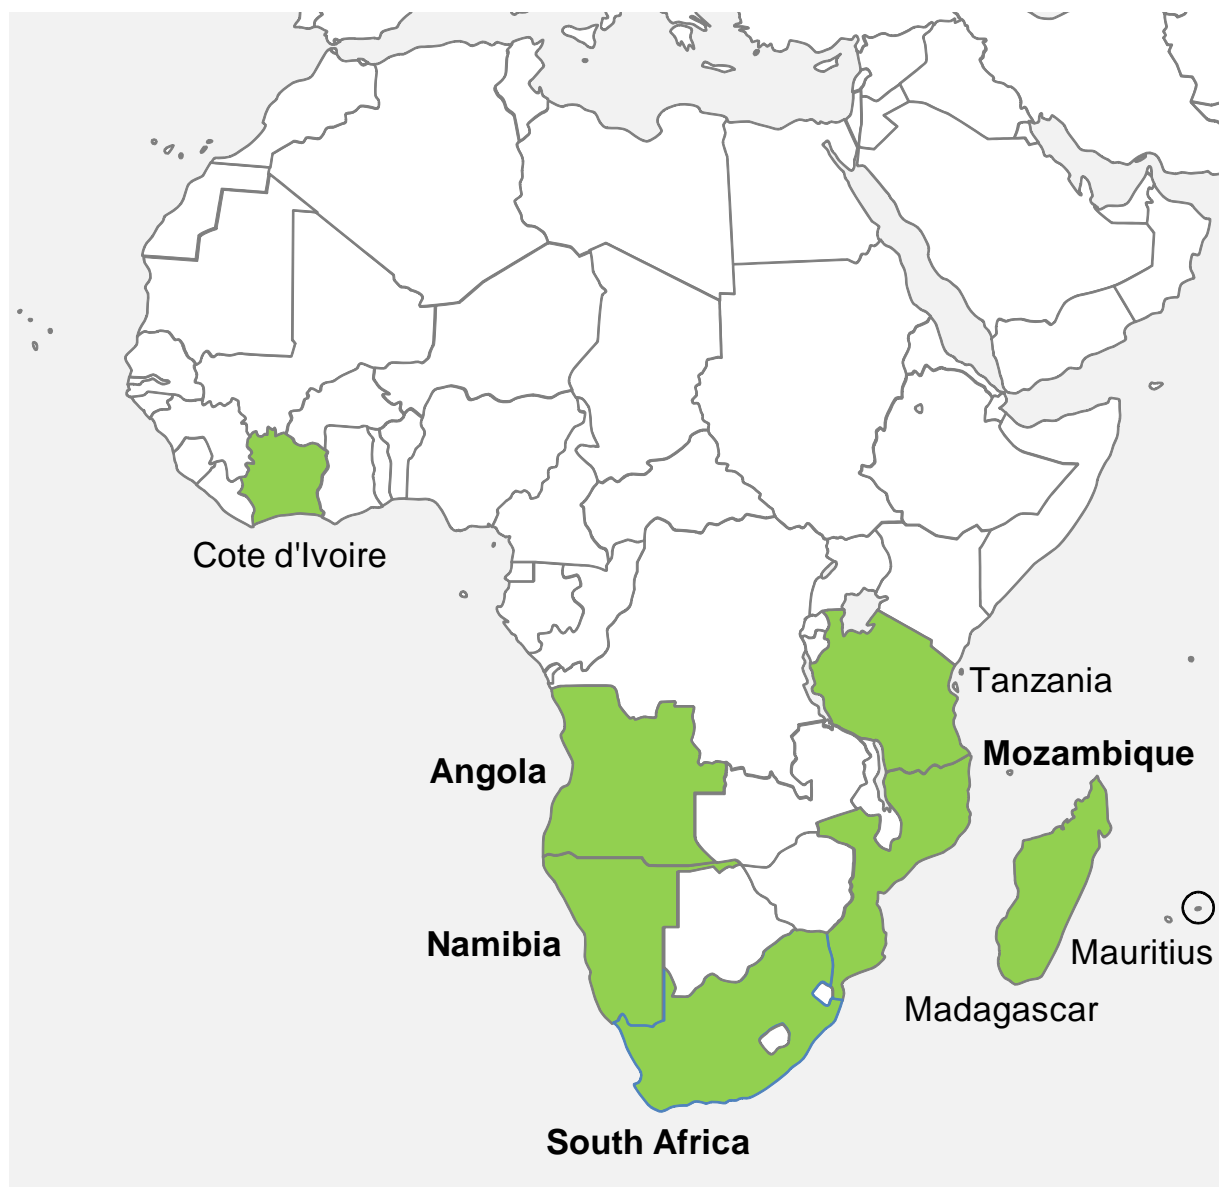 Cote d'Ivoire
Tanzania
Mozambique
Angola
Namibia
Mauritius
Madagascar
South Africa